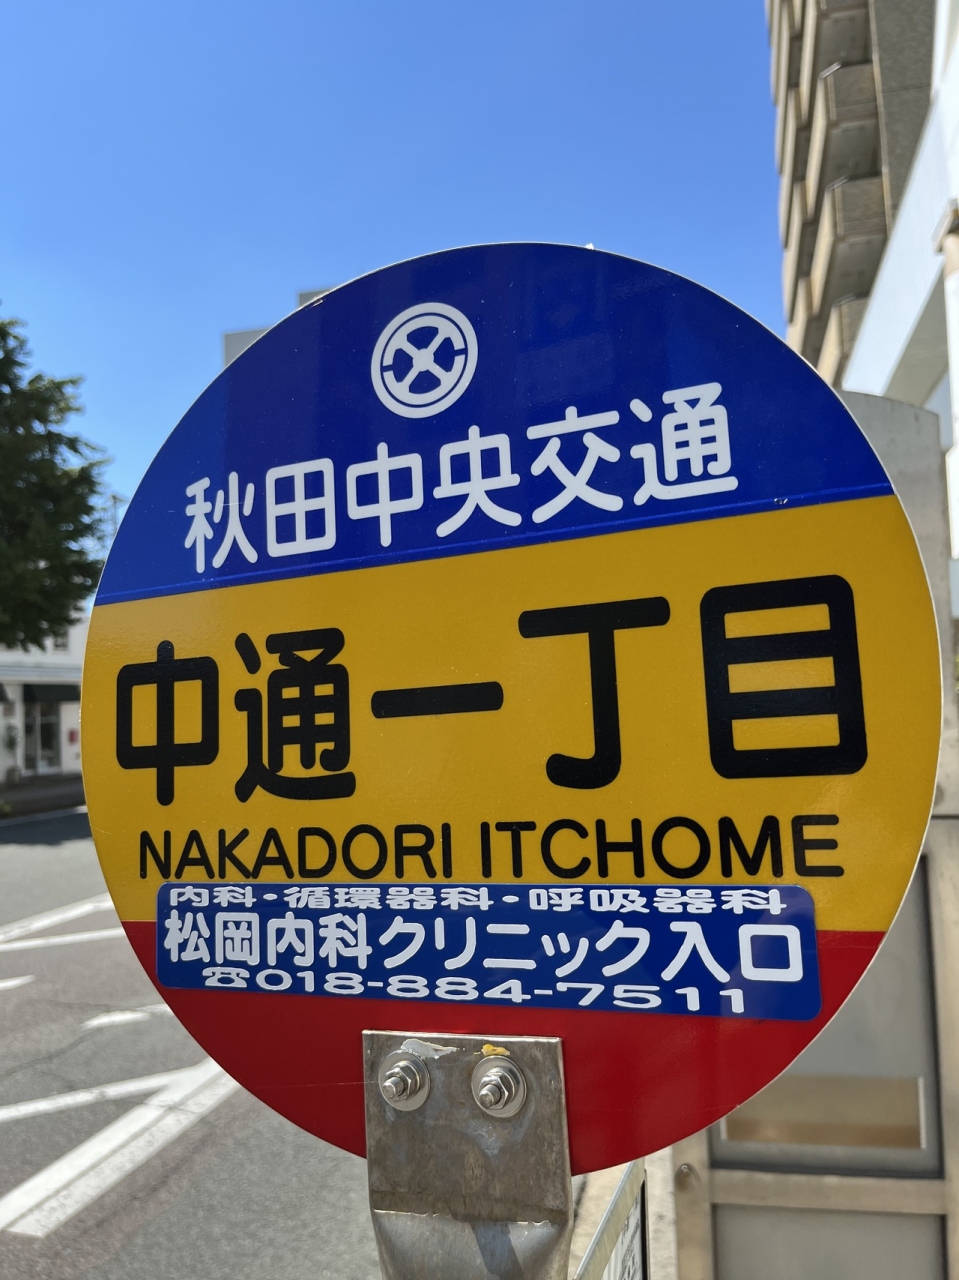 秋田中央交通
中通一丁目
NAKADORI ITCHOME
内科・循環器科・呼吸器科
松岡内科クリニック入口
☎018-884-7511